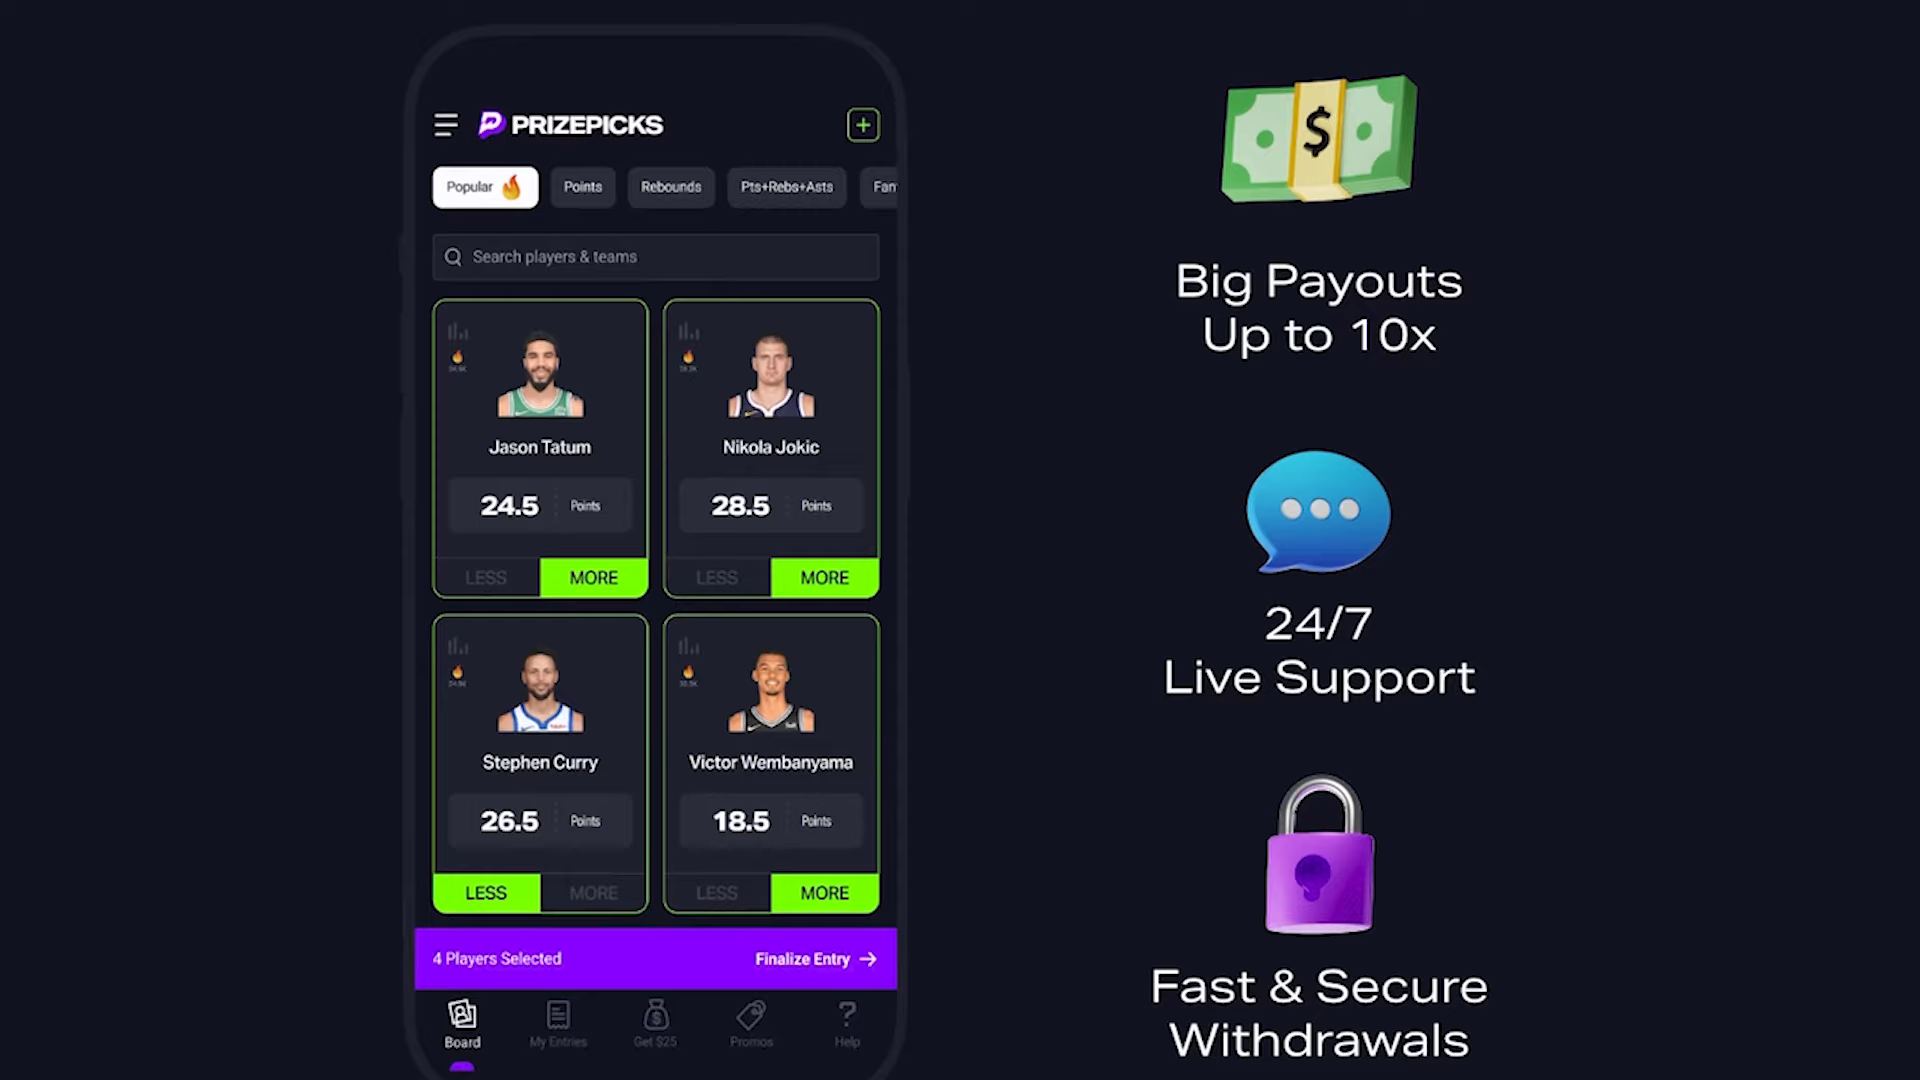 PRIZEPICKS
Popular
Points
Rebounds
Pts+Rebs+Asts
Fan
Search players & teams
Jason Tatum
24.5 Points
LESS MORE
Nikola Jokic
28.5 Points
LESS MORE
Stephen Curry
26.5 Points
LESS MORE
Victor Wembanyama
18.5 Points
LESS MORE
4 Players Selected
Finalize Entry
Board
My Entries
Get $25
Promos
Help
$
Big Payouts
Up to 10x
24/7
Live Support
Fast & Secure
Withdrawals